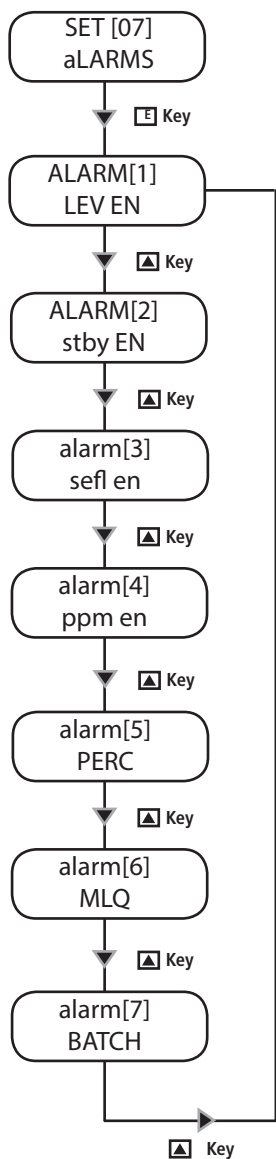 SET [07]
aLARMS
E Key
ALARM[1]
LEV EN
Key
ALARM[2]
stby EN
Key
alarm[3]
sefl en
Key
alarm[4]
ppm en
Key
alarm[5]
PERC
Key
alarm[6]
MLQ
Key
alarm[7]
BATCH
Key